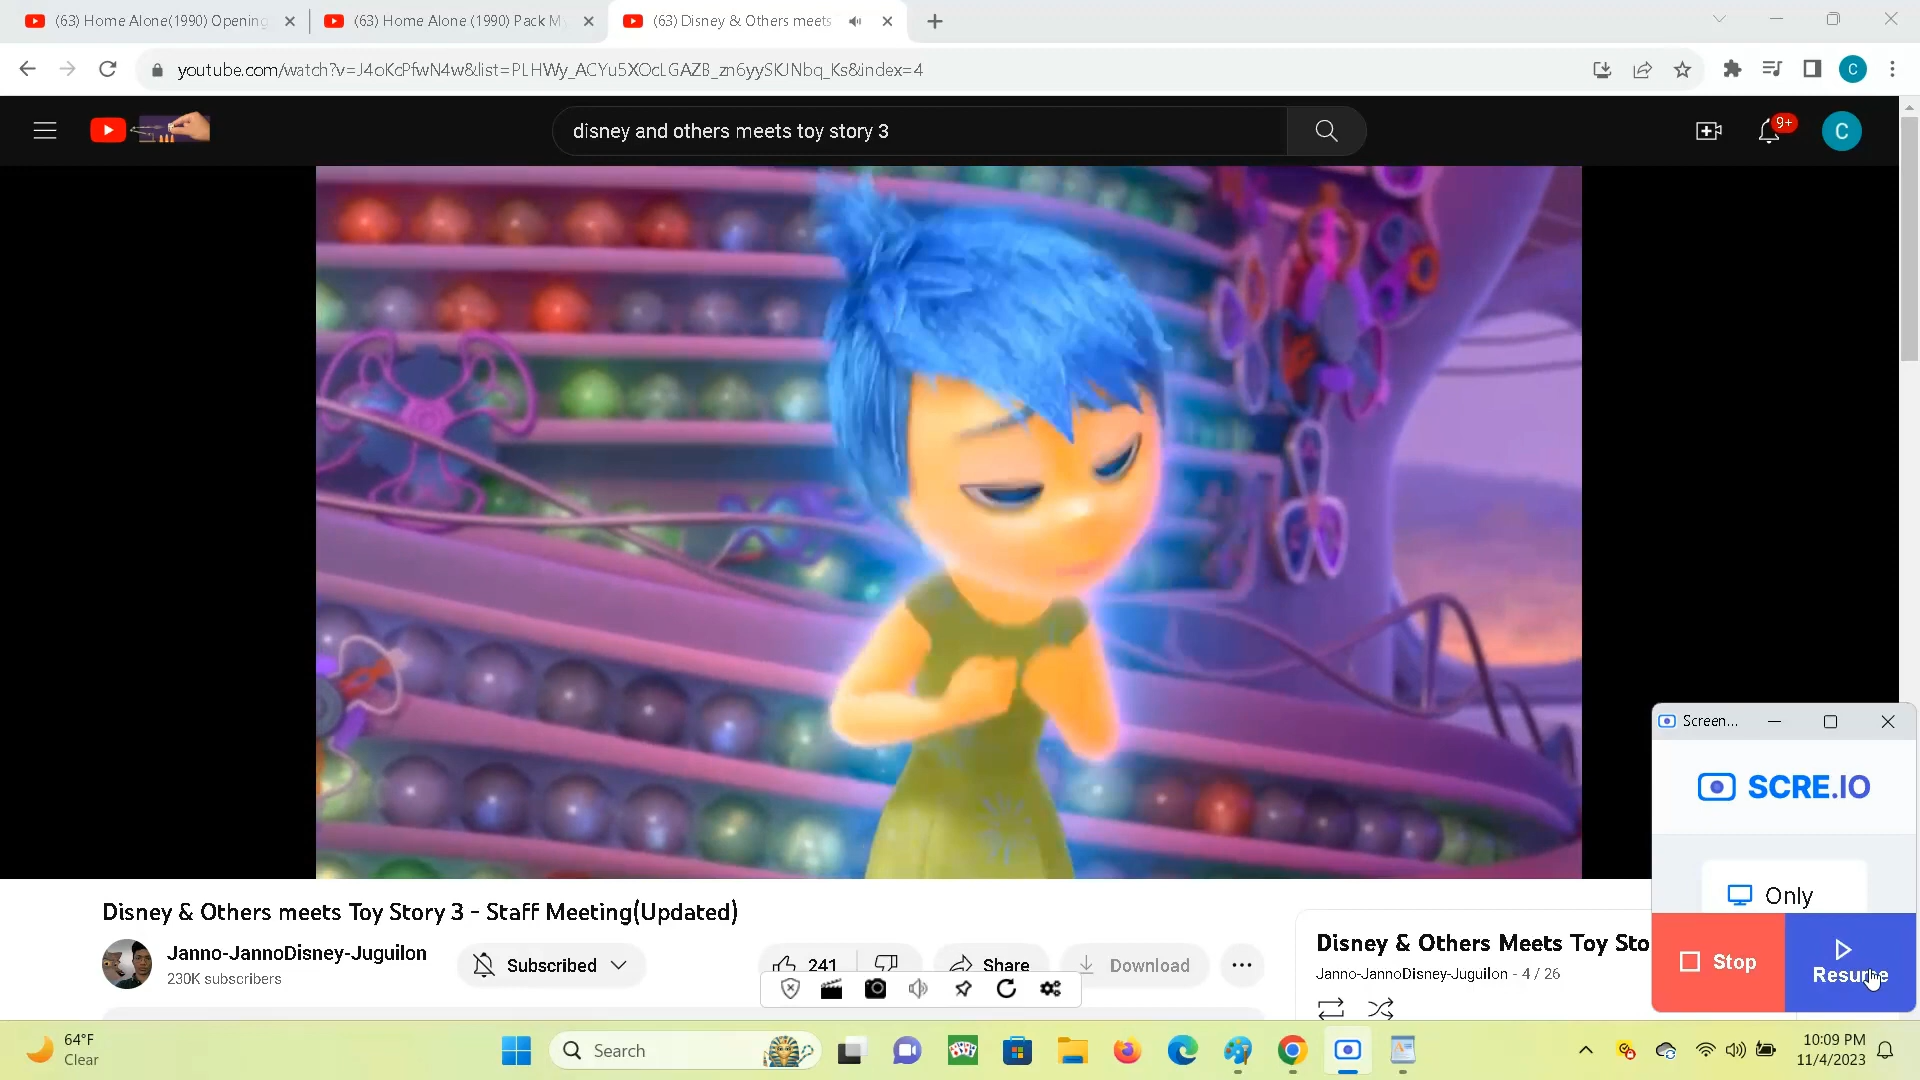 (63) Home Alone(1990) Opening
(63) Home Alone (1990) Pack M
(63) Disney & Others meets
youtube.com/watch?v=J4oKcPfwN4w&list=PLHWy_ACYu5XOcLGAZB_zn6yySKJNbq_Ks&index=4
C
disney and others meets toy story 3
9+
C
Screen...
SCRE.IO
Only
Stop
Resume
Disney & Others meets Toy Story 3 - Staff Meeting(Updated)
Janno-JannoDisney-Juguilon
230K subscribers
Subscribed
241
Share
Download
Disney & Others Meets Toy Sto
Janno-JannoDisney-Juguilon - 4 / 26
64°F
Clear
Search
10:09 PM
11/4/2023